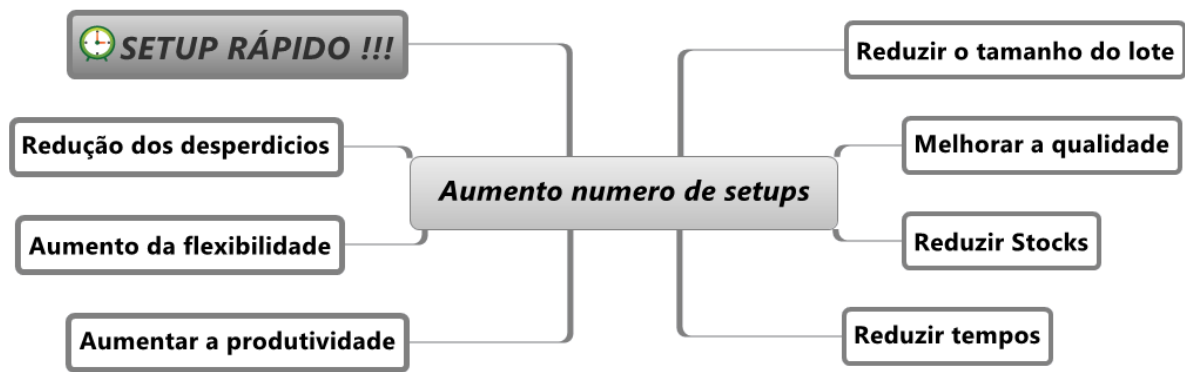 SETUP RÁPIDO !!!
Redução dos desperdicios
Aumento da flexibilidade
Aumentar a produtividade
Aumento numero de setups
Reduzir o tamanho do lote
Melhorar a qualidade
Reduzir Stocks
Reduzir tempos